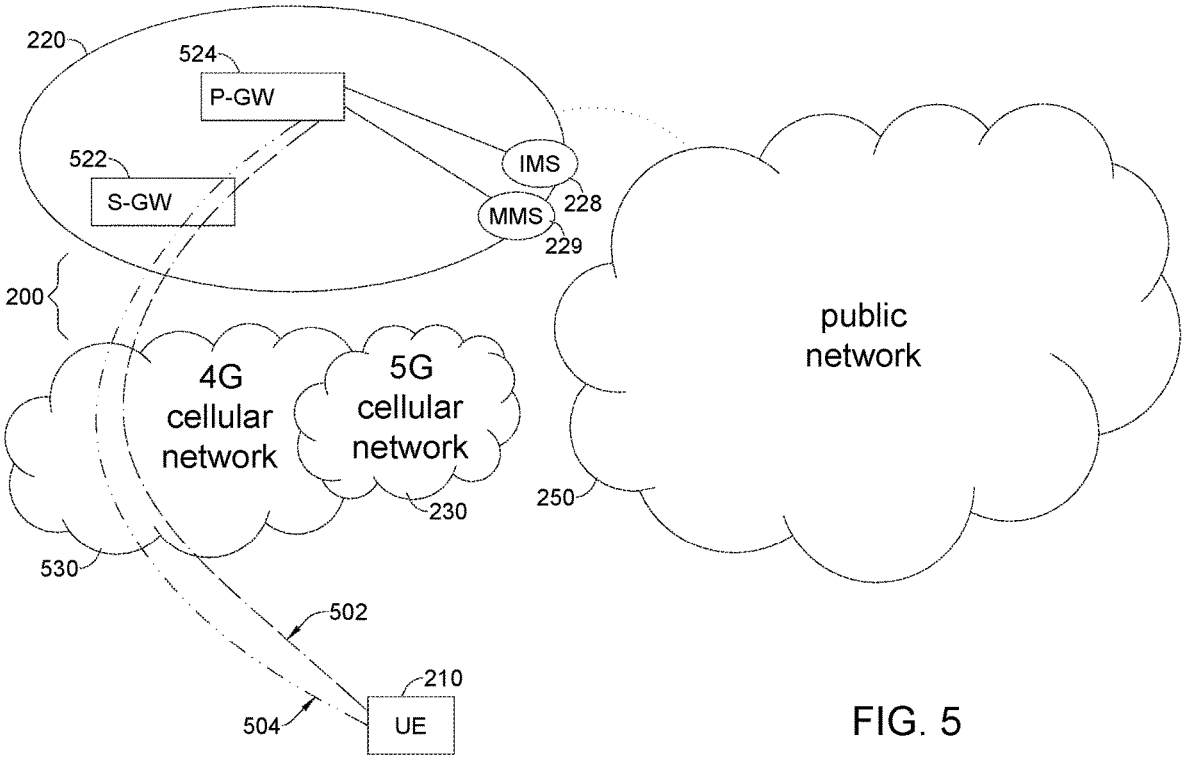 220
524
P-GW
522
S-GW
IMS
228
MMS
229
200
4G
cellular
network
5G
cellular
network
230
530
public
network
250
502
504
210
UE
FIG. 5